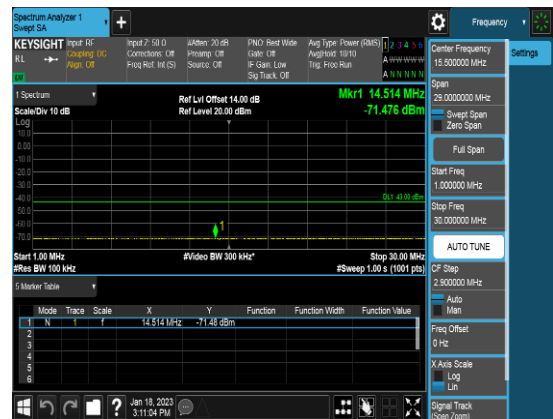 Spectrum Analyzer 1
Swept SA
Frequency
KEYSIGHT
Input: RF
Coupling: DC
Align: Off
Input Z: 50 Ω
Corrections: Off
Freq Ref: Int (S)
#Atten: 20 dB
Preamp: Off
Source: Off
PNO: Best Wide
Gate: Off
IF Gain: Low
Sig Track: Off
Avg Type: Power (RMS)
Avg|Hold: 10/10
Trig: Free Run
1 2 3 4 5 6
A W W W W W
A N N N N N
RL
1 Spectrum
Scale/Div 10 dB
Ref Lvl Offset 14.00 dB
Ref Level 20.00 dBm
Mkr1 14.514 MHz
-71.476 dBm
Log
10.0
0.00
-10.0
-20.0
-30.0
-40.0
-50.0
-60.0
-70.0
1
Start 1.00 MHz
#Res BW 100 kHz
#Video BW 300 kHz*
Stop 30.00 MHz
#Sweep 1.00 s (1001 pts)
5 Marker Table
Mode Trace Scale X Y Function Function Width Function Value
1 N 1 f 14.514 MHz -71.48 dBm
2
3
4
5
6
Jan 18, 2023
3:11:04 PM
Center Frequency
15.500000 MHz
Span
29.0000000 MHz
Swept Span
Zero Span
Full Span
Start Freq
1.000000 MHz
Stop Freq
30.000000 MHz
AUTO TUNE
CF Step
2.900000 MHz
Auto
Man
Freq Offset
0 Hz
X Axis Scale
Log
Lin
Signal Track
(Span Zoom)
Settings